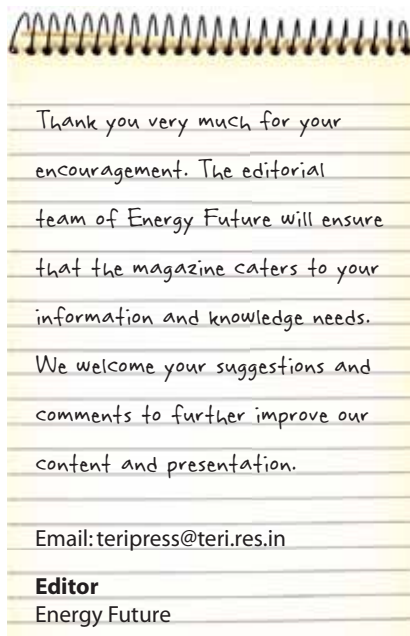 Thank you very much for your
encouragement. The editorial
team of Energy Future will ensure
that the magazine caters to your
information and knowledge needs.
We welcome your suggestions and
comments to further improve our
content and presentation.
Email: teripress@teri.res.in
Editor
Energy Future